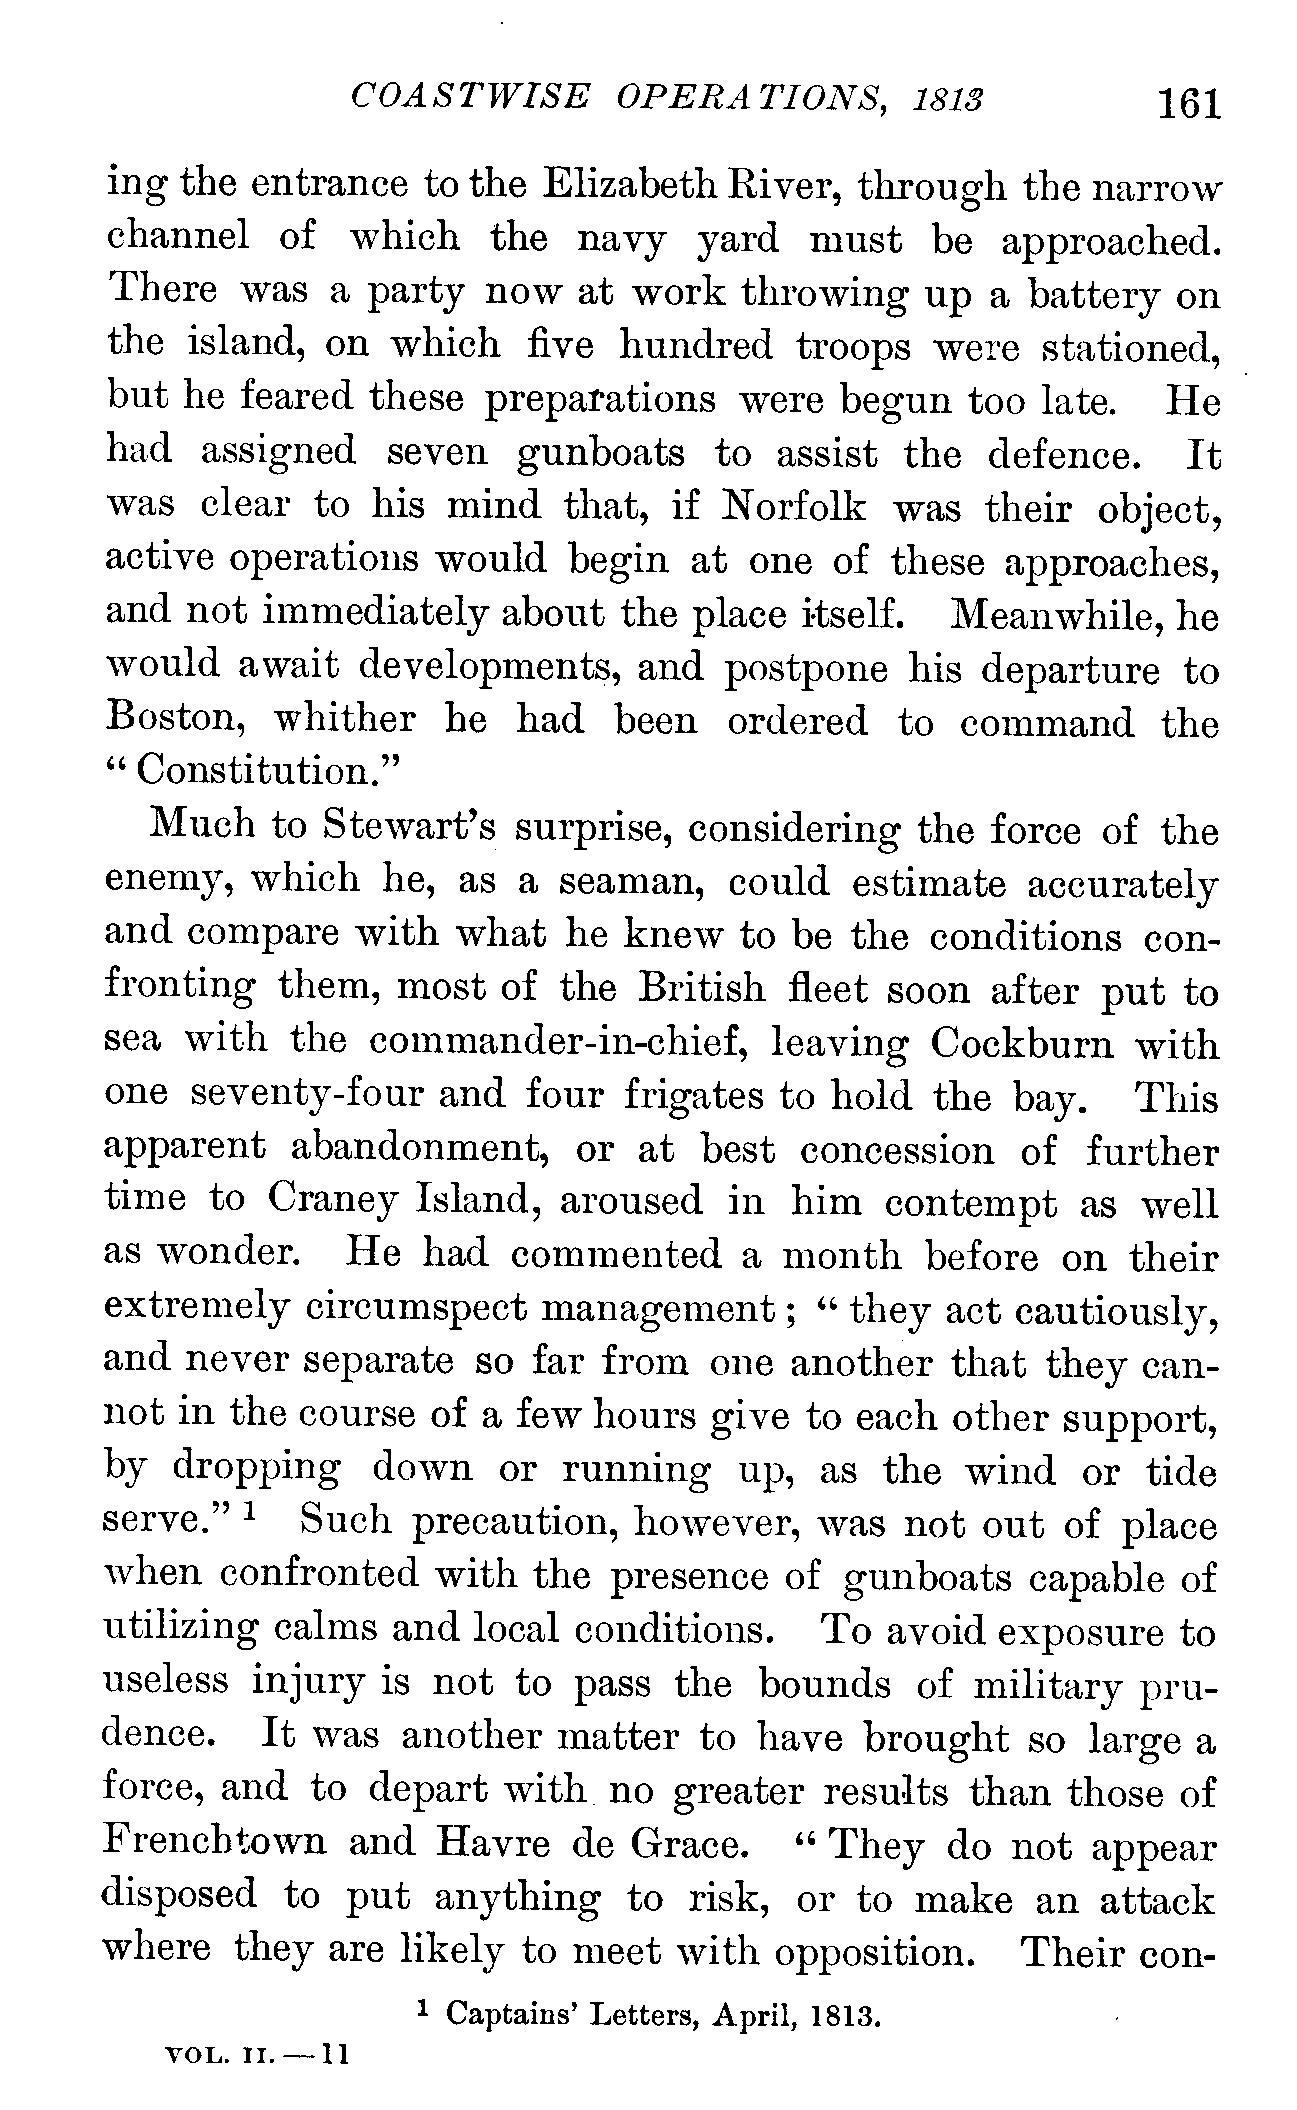 COASTWISE OPERATIONS, 1813 161
ing the entrance to the Elizabeth River, through the narrow
channel of which the navy yard must be approached.
There was a party now at work throwing up a battery on
the island, on which five hundred troops were stationed,
but he feared these preparations were begun too late. He
had assigned seven gunboats to assist the defence. It
was clear to his mind that, if Norfolk was their object,
active operations would begin at one of these approaches,
and not immediately about the place itself. Meanwhile, he
would await developments, and postpone his departure to
Boston, whither he had been ordered to command the
“Constitution.”
Much to Stewart’s surprise, considering the force of the
enemy, which he, as a seaman, could estimate accurately
and compare with what he knew to be the conditions con-
fronting them, most of the British fleet soon after put to
sea with the commander-in-chief, leaving Cockburn with
one seventy-four and four frigates to hold the bay. This
apparent abandonment, or at best concession of further
time to Craney Island, aroused in him contempt as well
as wonder. He had commented a month before on their
extremely circumspect management; “they act cautiously,
and never separate so far from one another that they can-
not in the course of a few hours give to each other support,
by dropping down or running up, as the wind or tide
serve.” ¹ Such precaution, however, was not out of place
when confronted with the presence of gunboats capable of
utilizing calms and local conditions. To avoid exposure to
useless injury is not to pass the bounds of military pru-
dence. It was another matter to have brought so large a
force, and to depart with no greater results than those of
Frenchtown and Havre de Grace. “They do not appear
disposed to put anything to risk, or to make an attack
where they are likely to meet with opposition. Their con-
¹ Captains’ Letters, April, 1813.
VOL. II. — 11